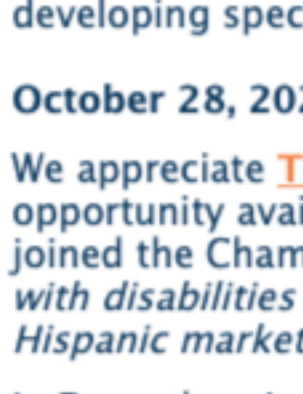 developing spec
October 28, 20
We appreciate T
opportunity avai
joined the Cham
with disabilities
Hispanic market